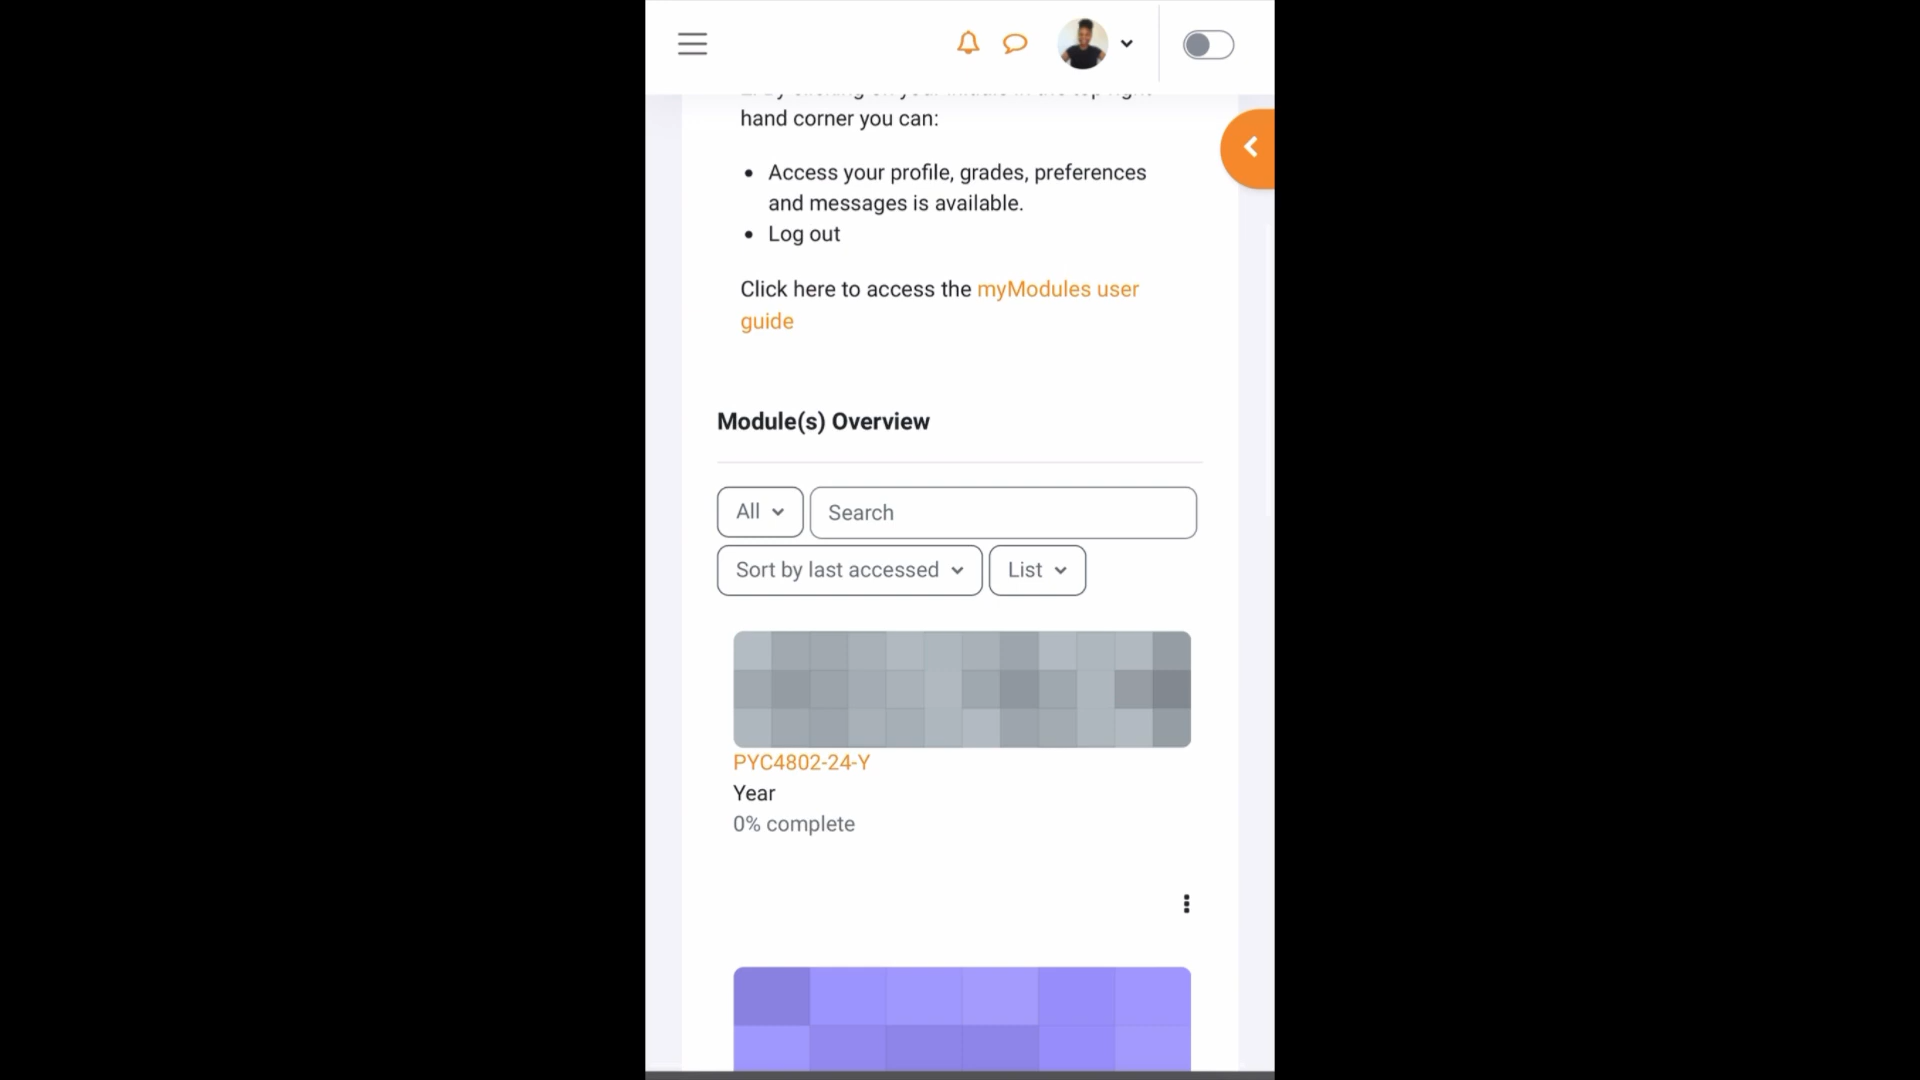 hand corner you can:
Access your profile, grades, preferences
and messages is available.
Log out
Click here to access the myModules user
guide
Module(s) Overview
All
Search
Sort by last accessed
List
PYC4802-24-Y
Year
0% complete